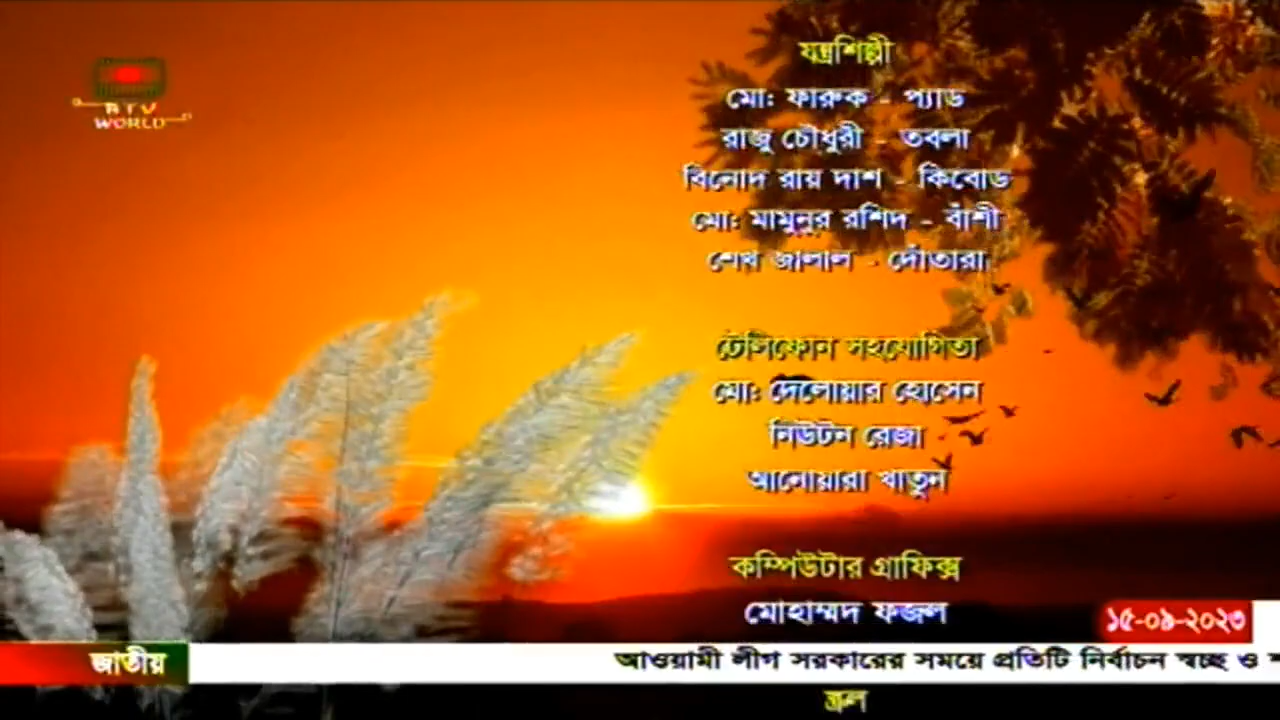 BTV
WORLD
যন্ত্রশিল্পী
মো: ফারুক - প্যাড
রাজু চৌধুরী - তবলা
বিনোদ রায় দাশ - কিবোড
মো: মামুনুর রশিদ - বাঁশী
শেখ জালাল - দোঁতারা
টেলিফোন সহযোগিতা
মো: দেলোয়ার হোসেন
নিউটন রেজা
আনোয়ারা খাতুন
কম্পিউটার গ্রাফিক্স
মোহাম্মদ ফজল
১৫-০৯-২০২৩
জাতীয়
আওয়ামী লীগ সরকারের সময়ে প্রতিটি নির্বাচন স্বচ্ছ ও